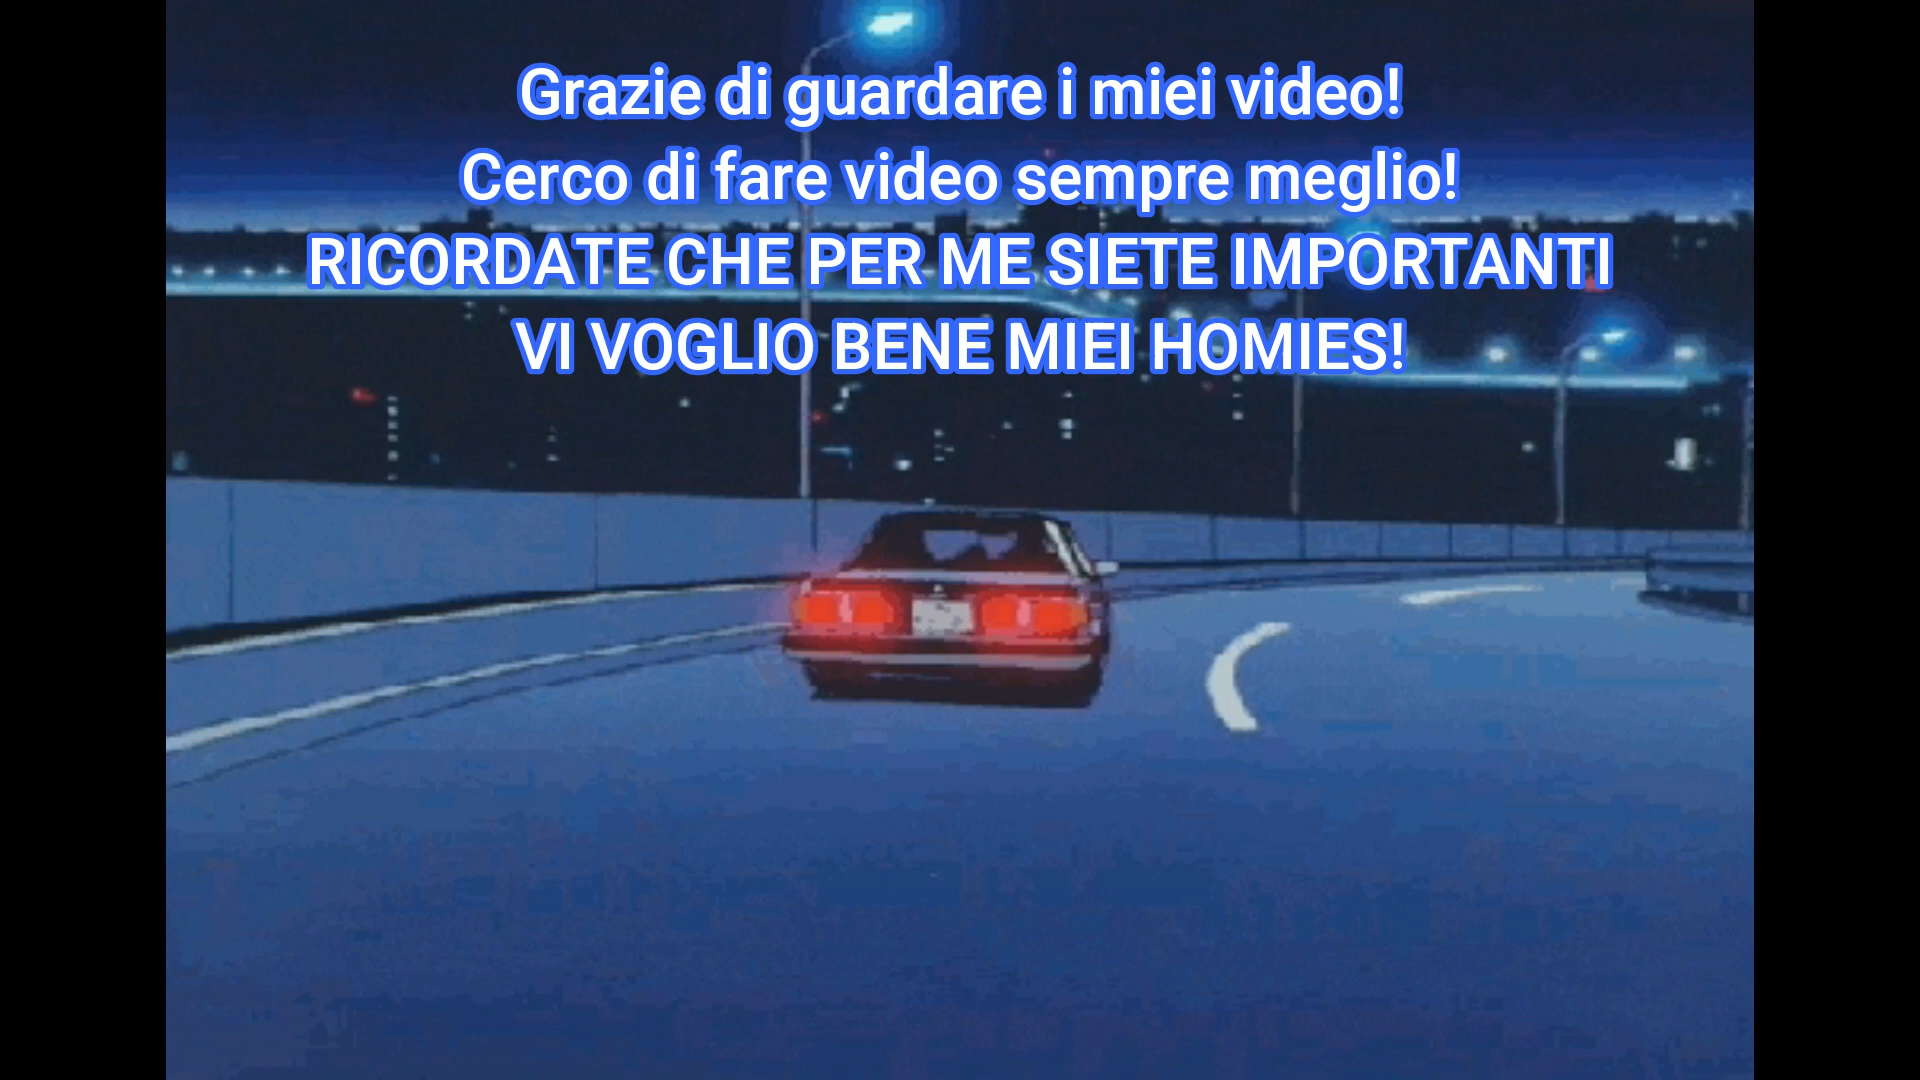 Grazie di guardare i miei video!
Cerco di fare video sempre meglio!
RICORDATE CHE PER ME SIETE IMPORTANTI
VI VOGLIO BENE MIEI HOMIES!